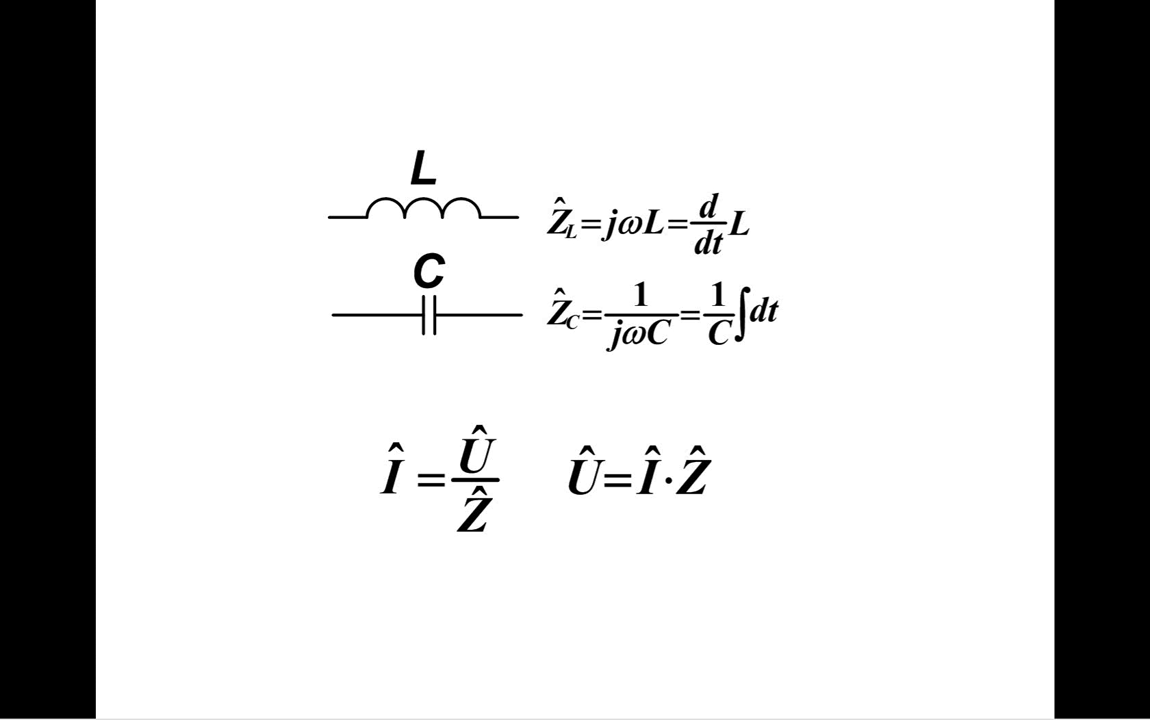 L
Ẑ_L = jωL = d/dt L
C
Ẑ_C = 1/(jωC) = 1/C ∫dt
Î = Û/Ẑ
Û = Î · Ẑ